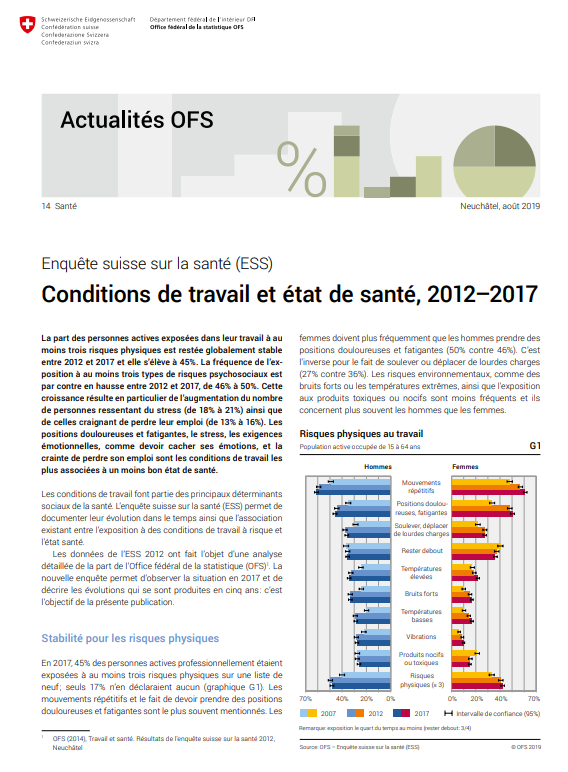 Schweizerische Eidgenossenschaft
Confédération suisse
Confederazione Svizzera
Confederaziun svizra
Département fédéral de l'intérieur DFI
Office fédéral de la statistique OFS
Actualités OFS
%
14 Santé
Neuchâtel, août 2019
Enquête suisse sur la santé (ESS)
Conditions de travail et état de santé, 2012–2017
La part des personnes actives exposées dans leur travail à au
moins trois risques physiques est restée globalement stable
entre 2012 et 2017 et elle s'élève à 45%. La fréquence de l'ex-
position à au moins trois types de risques psychosociaux est
par contre en hausse entre 2012 et 2017, de 46% à 50%. Cette
croissance résulte en particulier de l'augmentation du nombre
de personnes ressentant du stress (de 18% à 21%) ainsi que
de celles craignant de perdre leur emploi (de 13% à 16%). Les
positions douloureuses et fatigantes, le stress, les exigences
émotionnelles, comme devoir cacher ses émotions, et la
crainte de perdre son emploi sont les conditions de travail les
plus associées à un moins bon état de santé.
Les conditions de travail font parties des principaux déterminants
sociaux de la santé. L'enquête suisse sur la santé (ESS) permet de
documenter leur évolution dans le temps ainsi que l'association
existant entre l'exposition à des conditions de travail à risque et
l'état santé.
Les données de l'ESS 2012 ont fait l'objet d'une analyse
détaillée de la part de l'Office fédéral de la statistique (OFS)¹. La
nouvelle enquête permet d'observer la situation en 2017 et de
décrire les évolutions qui se sont produites en cinq ans: c'est
l'objectif de la présente publication.
Stabilité pour les risques physiques
En 2017, 45% des personnes actives professionnellement étaient
exposées à au moins trois risques physiques sur une liste de
neuf; seuls 17% n'en déclaraient aucun (graphique G1). Les
mouvements répétitifs et le fait de devoir prendre des positions
douloureuses et fatigantes sont le plus souvent mentionnés. Les
¹ OFS (2014), Travail et santé. Résultats de l'enquête suisse sur la santé 2012,
Neuchâtel
femmes doivent plus fréquemment que les hommes prendre des
positions douloureuses et fatigantes (50% contre 46%). C'est
l'inverse pour le fait de soulever ou déplacer de lourdes charges
(27% contre 36%). Les risques environnementaux, comme des
bruits forts ou les températures extrêmes, ainsi que l'exposition
aux produits toxiques ou nocifs sont moins fréquents et ils
concernent plus souvent les hommes que les femmes.
Risques physiques au travail
Population active occupée de 15 à 64 ans
G1
Hommes
Femmes
Mouvements
répétitifs
Positions doulou-
reuses, fatigantes
Soulever, déplacer
de lourdes charges
Rester debout
Températures
élevées
Bruits forts
Températures
basses
Vibrations
Produits nocifs
ou toxiques
Risques
physiques (≥ 3)
70% 40% 20% 0% 0% 20% 40% 70%
2007 2012 2017 Intervalle de confiance (95%)
Remarque: exposition le quart du temps au moins (rester debout: 3/4)
Source: OFS – Enquête suisse sur la santé (ESS)
© OFS 2019